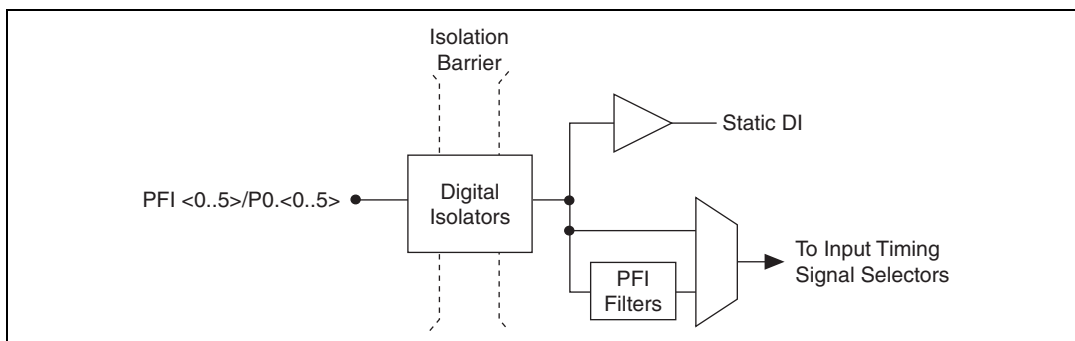 Isolation
Barrier
Static DI
PFI <0..5>/P0.<0..5>
Digital
Isolators
To Input Timing
Signal Selectors
PFI
Filters